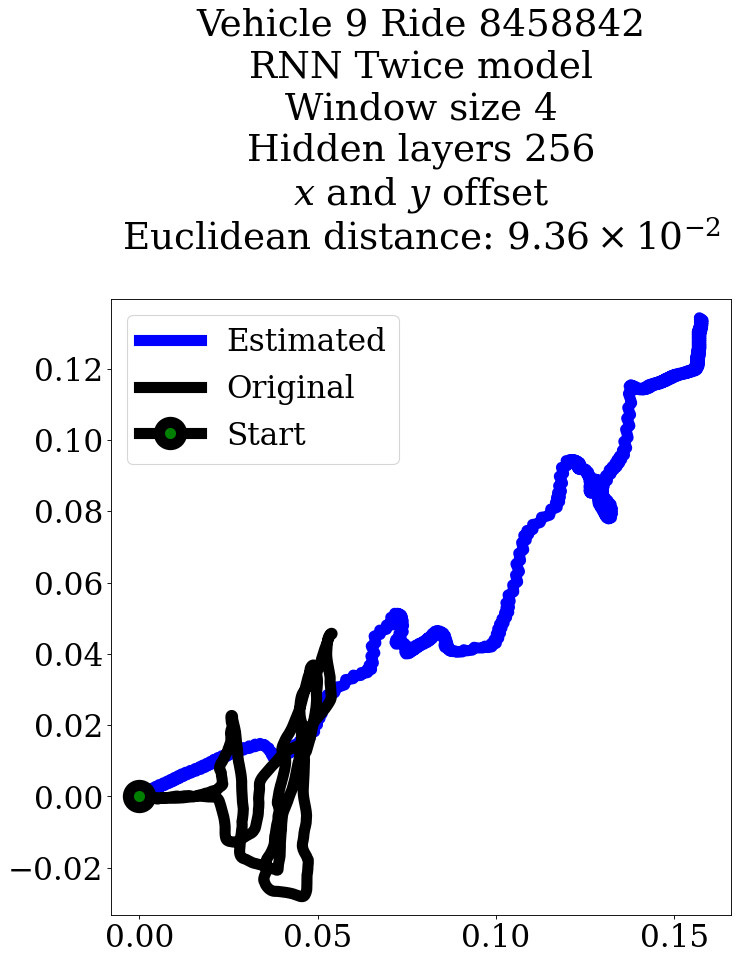 Vehicle 9 Ride 8458842
RNN Twice model
Window size 4
Hidden layers 256
x and y offset
Euclidean distance: 9.36 × 10⁻²
Estimated
Original
Start
0.12
0.10
0.08
0.06
0.04
0.02
0.00
−0.02
0.00 0.05 0.10 0.15